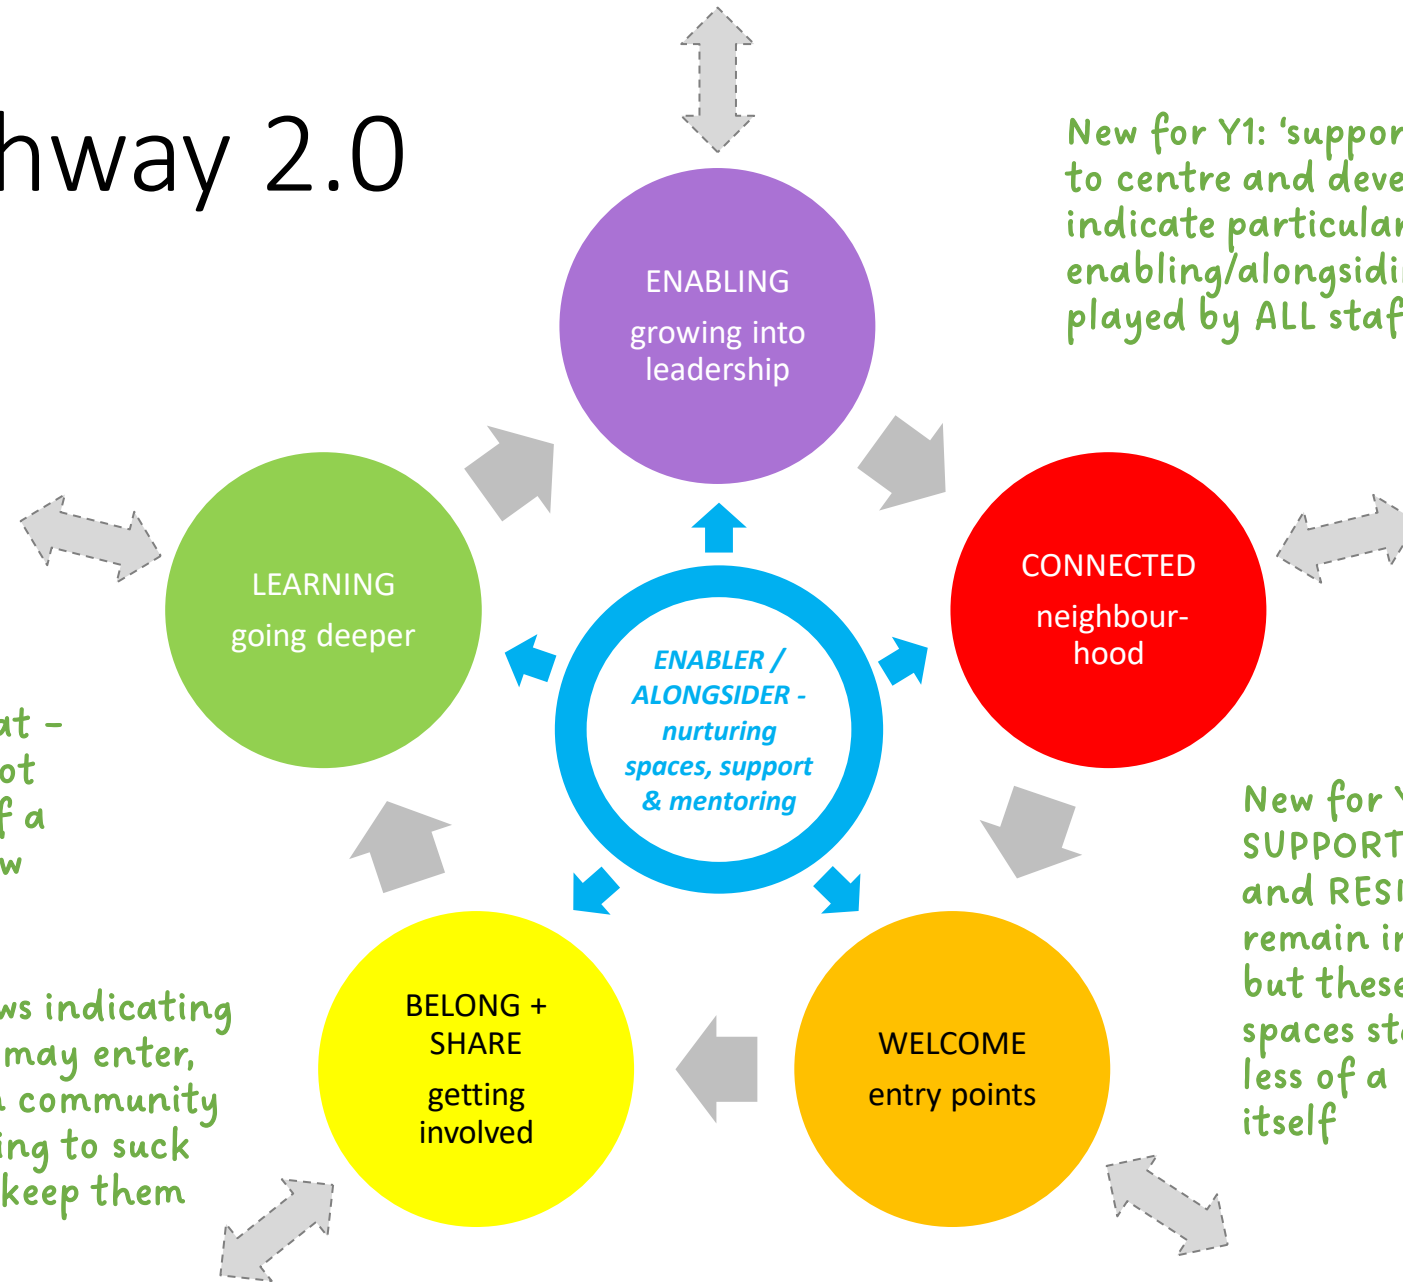 hway 2.0
New for Y1: ‘suppor
to centre and deve
indicate particular
enabling/alongsidi
played by ALL staf
ENABLING
growing into
leadership
LEARNING
going deeper
CONNECTED
neighbour-
hood
ENABLER /
ALONGSIDER -
nurturing
spaces, support
& mentoring
at –
ot
f a
w
New for
SUPPORT
and RESI
remain in
but these
spaces sta
less of a
itself
ws indicating
may enter,
community
ing to suck
keep them
BELONG +
SHARE
getting
involved
WELCOME
entry points